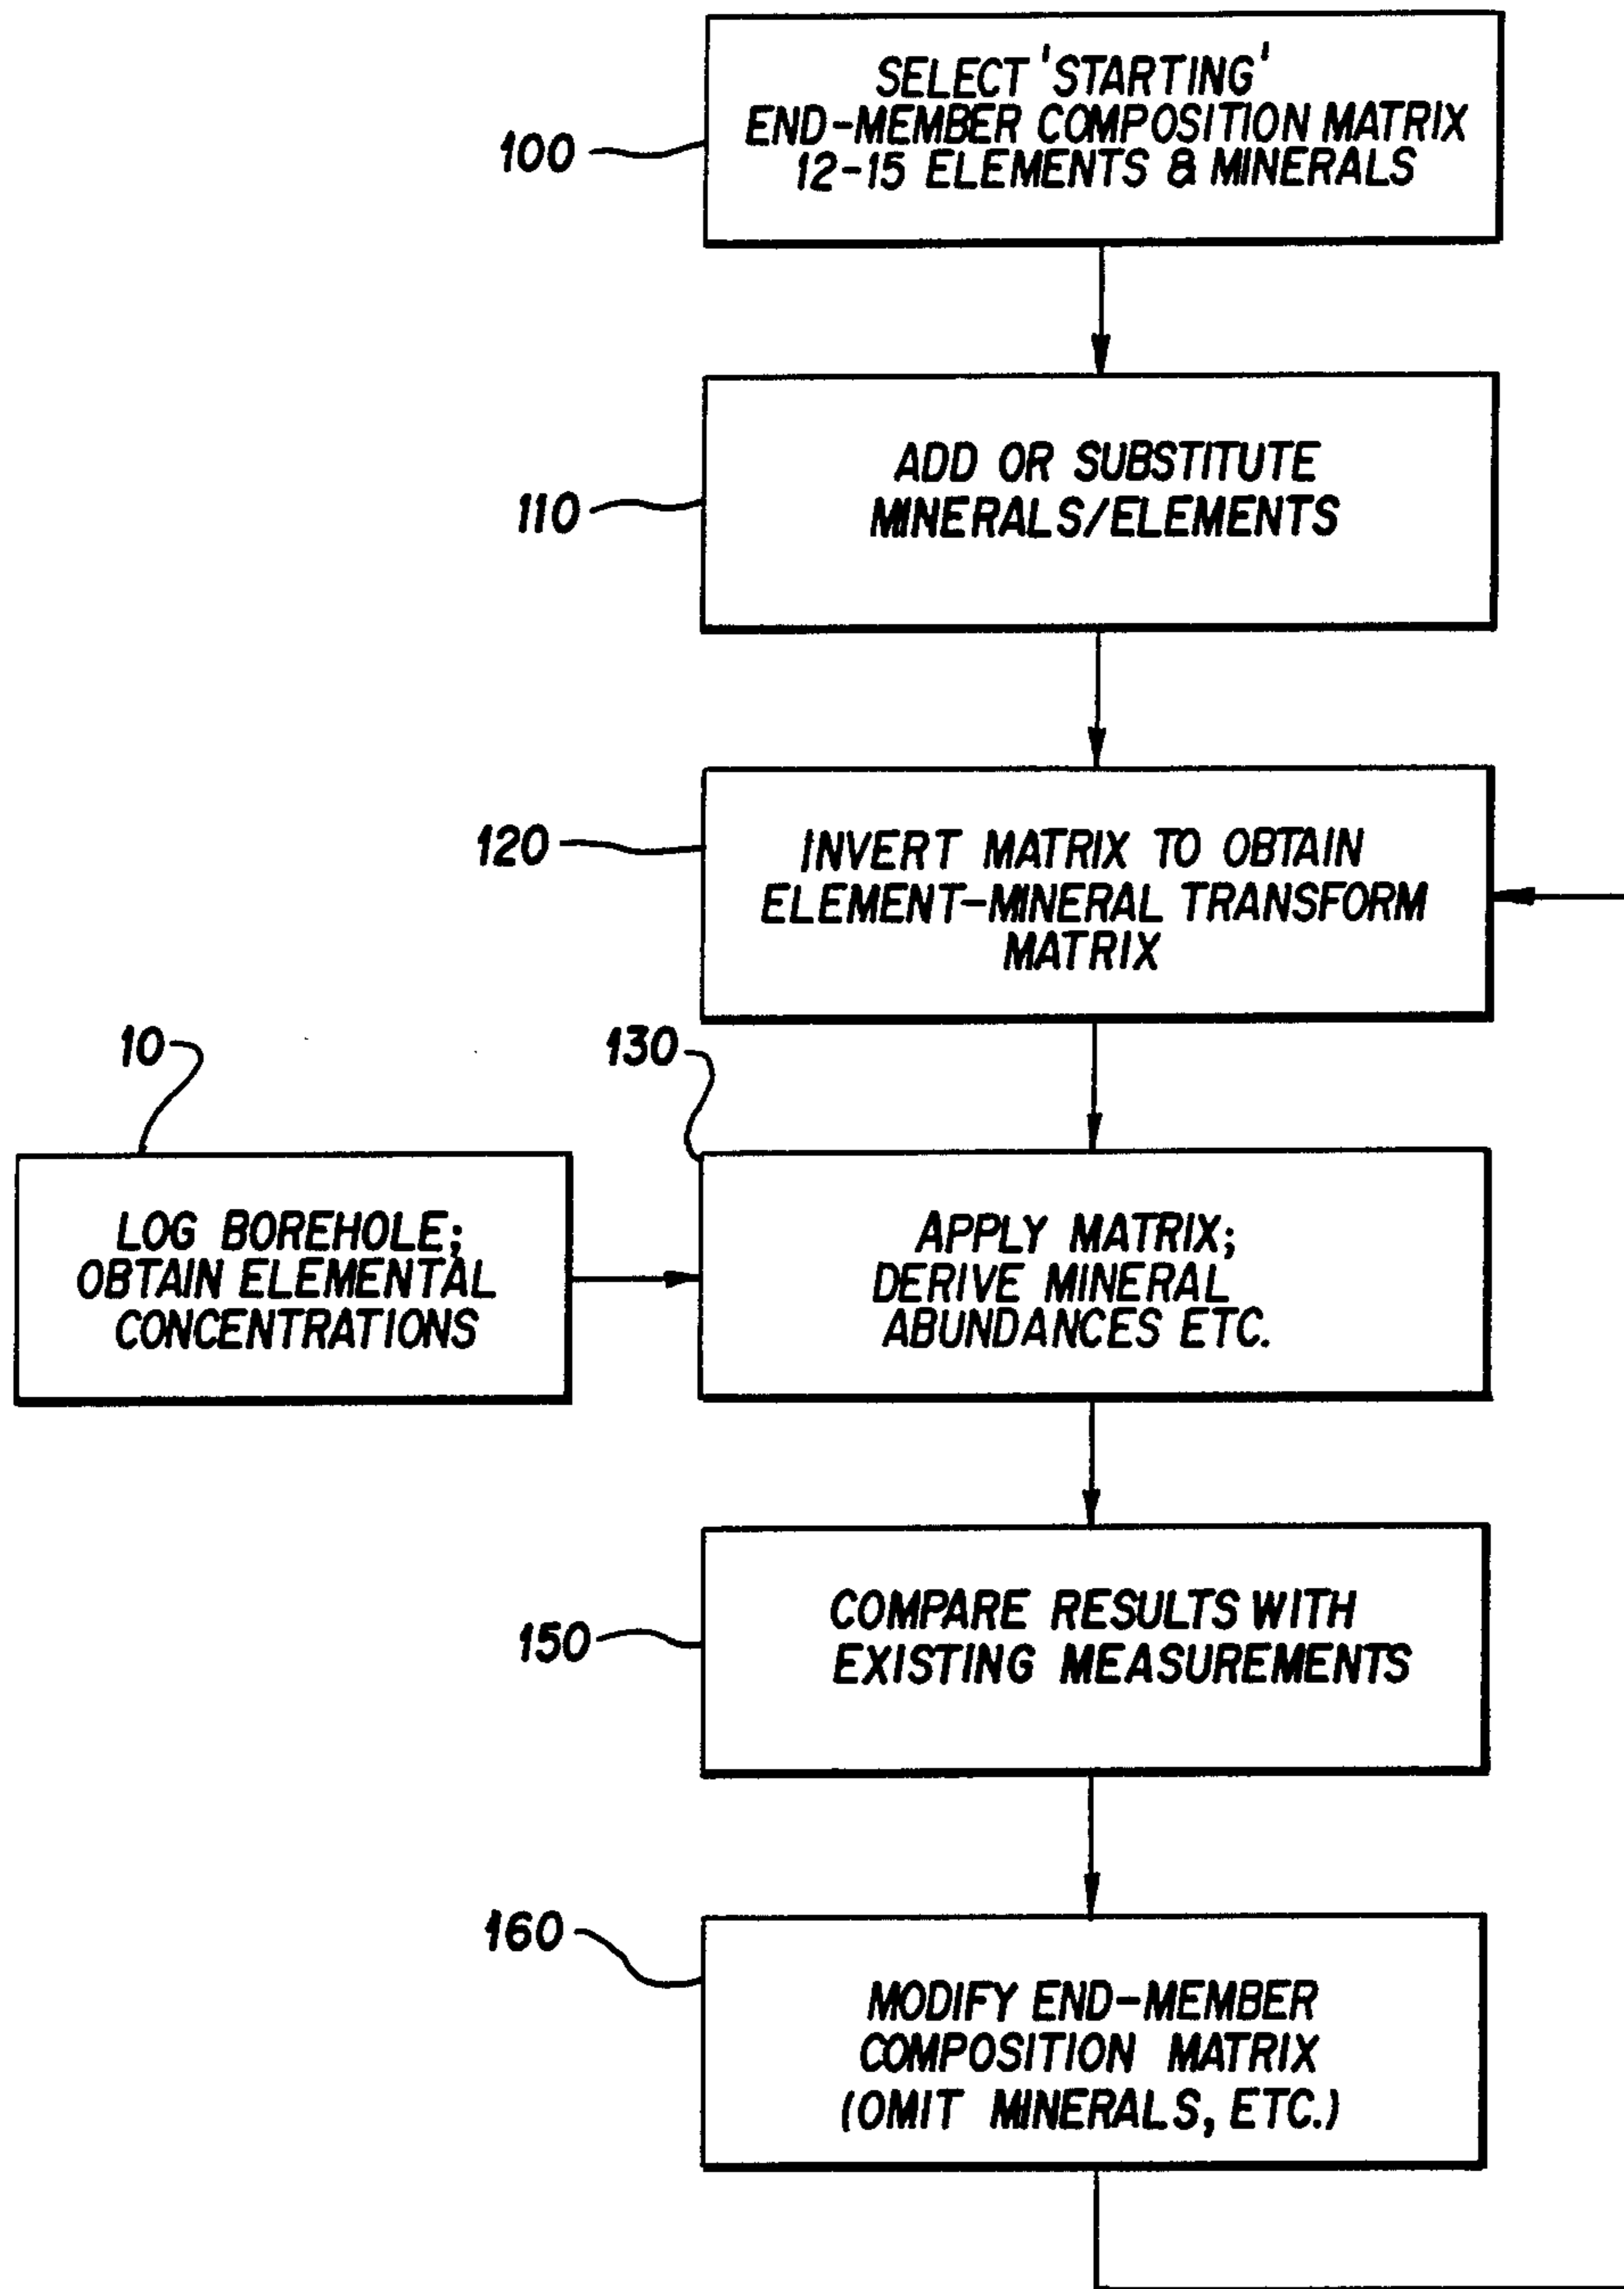 SELECT 'STARTING'
END-MEMBER COMPOSITION MATRIX
12-15 ELEMENTS & MINERALS
100
ADD OR SUBSTITUTE
MINERALS/ELEMENTS
110
INVERT MATRIX TO OBTAIN
ELEMENT-MINERAL TRANSFORM
MATRIX
120
10
LOG BOREHOLE;
OBTAIN ELEMENTAL
CONCENTRATIONS
130
APPLY MATRIX;
DERIVE MINERAL
ABUNDANCES ETC.
COMPARE RESULTS WITH
EXISTING MEASUREMENTS
150
160
MODIFY END-MEMBER
COMPOSITION MATRIX
(OMIT MINERALS, ETC.)